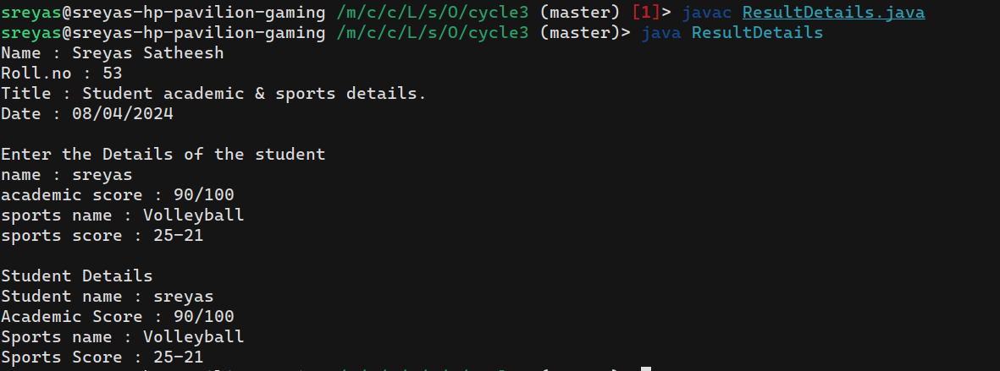 sreyas@sreyas-hp-pavilion-gaming /m/c/c/L/s/O/cycle3 (master) [1]> javac ResultDetails.java
sreyas@sreyas-hp-pavilion-gaming /m/c/c/L/s/O/cycle3 (master)> java ResultDetails
Name : Sreyas Satheesh
Roll.no : 53
Title : Student academic & sports details.
Date : 08/04/2024
Enter the Details of the student
name : sreyas
academic score : 90/100
sports name : Volleyball
sports score : 25-21
Student Details
Student name : sreyas
Academic Score : 90/100
Sports name : Volleyball
Sports Score : 25-21